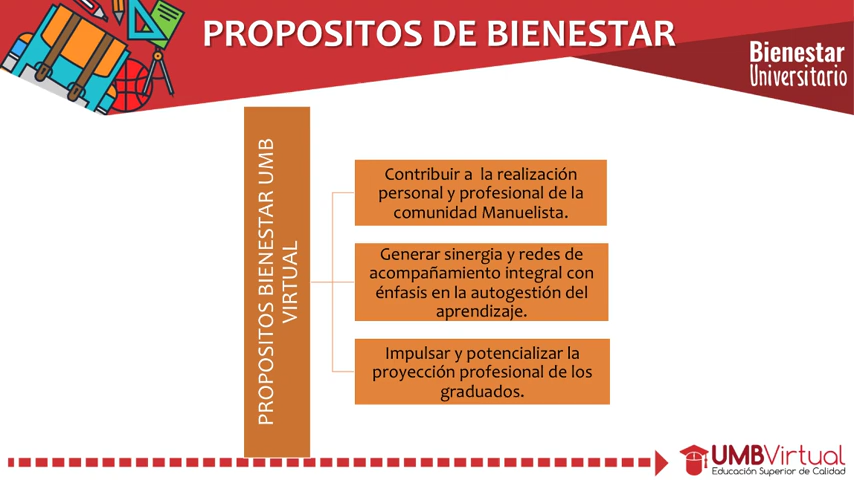 PROPOSITOS DE BIENESTAR
Bienestar
Universitario
PROPOSITOS BIENESTAR UMB
VIRTUAL
Contribuir a la realización
personal y profesional de la
comunidad Manuelista.
Generar sinergia y redes de
acompañamiento integral con
énfasis en la autogestión del
aprendizaje.
Impulsar y potencializar la
proyección profesional de los
graduados.
UMBVirtual
Educación Superior de Calidad